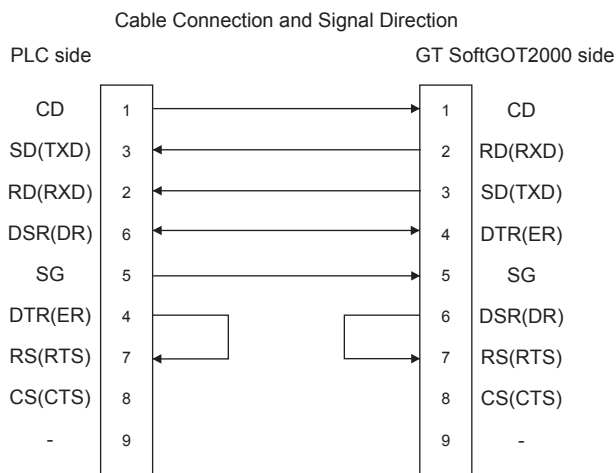 Cable Connection and Signal Direction
PLC side GT SoftGOT2000 side
CD 1 1 CD
SD(TXD) 3 2 RD(RXD)
RD(RXD) 2 3 SD(TXD)
DSR(DR) 6 4 DTR(ER)
SG 5 5 SG
DTR(ER) 4 6 DSR(DR)
RS(RTS) 7 7 RS(RTS)
CS(CTS) 8 8 CS(CTS)
- 9 9 -